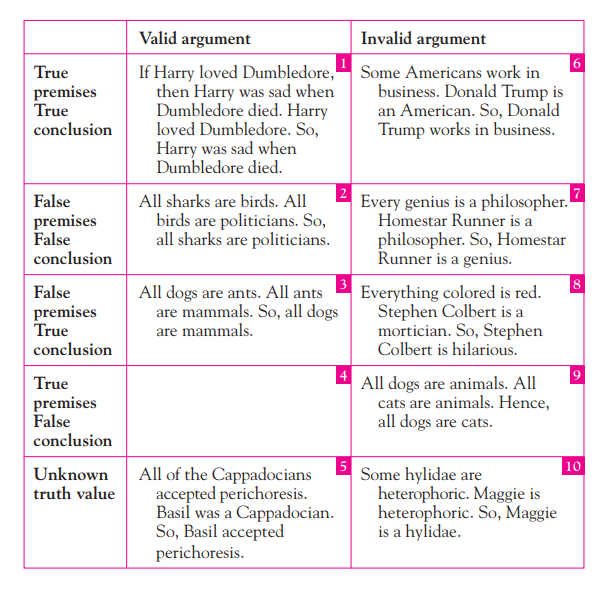 Valid argument
Invalid argument
True
premises
True
conclusion
1
If Harry loved Dumbledore,
then Harry was sad when
Dumbledore died. Harry
loved Dumbledore. So,
Harry was sad when
Dumbledore died.
6
Some Americans work in
business. Donald Trump is
an American. So, Donald
Trump works in business.
False
premises
False
conclusion
2
All sharks are birds. All
birds are politicians. So,
all sharks are politicians.
7
Every genius is a philosopher.
Homestar Runner is a
philosopher. So, Homestar
Runner is a genius.
False
premises
True
conclusion
3
All dogs are ants. All ants
are mammals. So, all dogs
are mammals.
8
Everything colored is red.
Stephen Colbert is a
mortician. So, Stephen
Colbert is hilarious.
True
premises
False
conclusion
4
9
All dogs are animals. All
cats are animals. Hence,
all dogs are cats.
Unknown
truth value
5
All of the Cappadocians
accepted perichoresis.
Basil was a Cappadocian.
So, Basil accepted
perichoresis.
10
Some hylidae are
heterophoric. Maggie is
heterophoric. So, Maggie
is a hylidae.